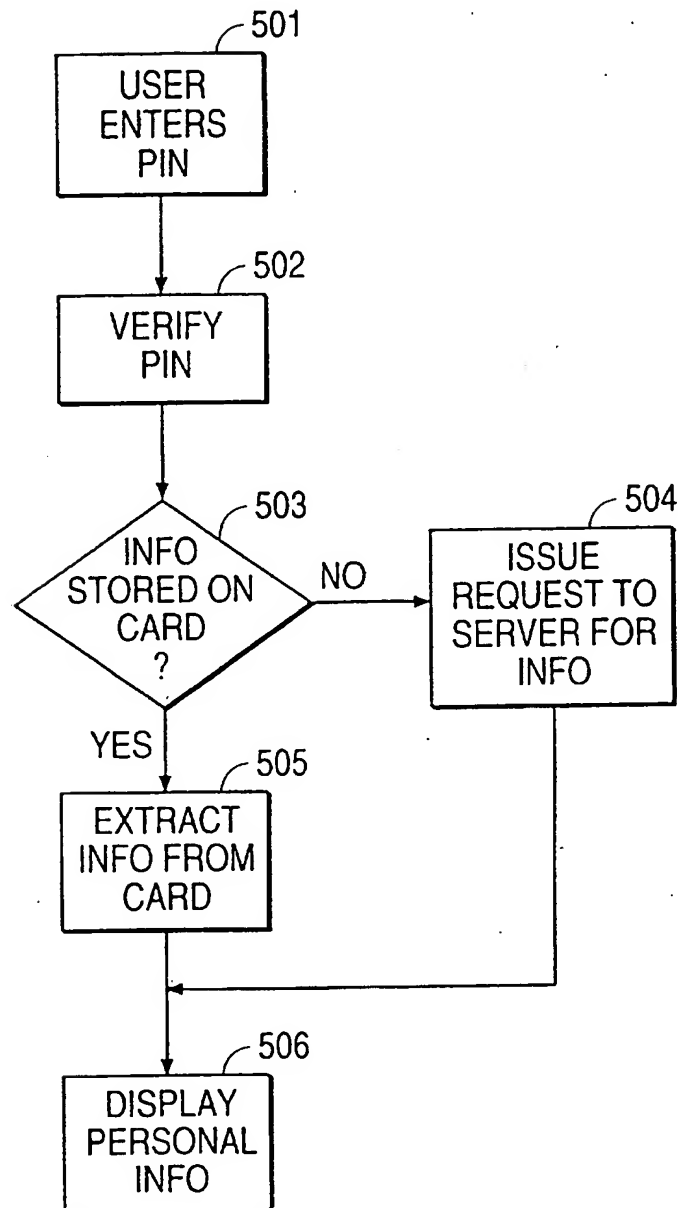 501
USER
ENTERS
PIN
502
VERIFY
PIN
503
INFO
STORED ON
CARD
?
NO
504
ISSUE
REQUEST TO
SERVER FOR
INFO
YES
505
EXTRACT
INFO FROM
CARD
506
DISPLAY
PERSONAL
INFO